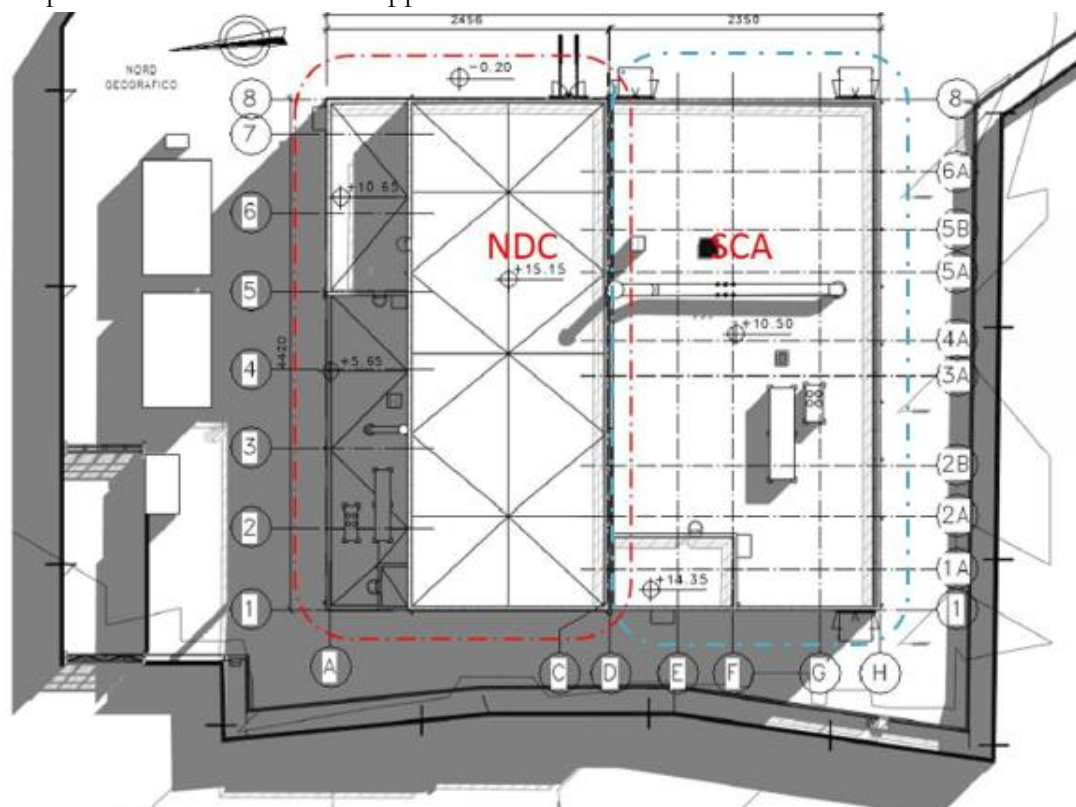 2456
2350
NORD
GEOGRAFICO
-0.20
8
8
7
6A
+10.65
6
5B
NDC
SCA
5A
+15.15
5
+10.50
4A
4420
4
+5.65
3A
3
2B
2
2A
1A
+14.35
1
1
A
C
D
E
F
G
H